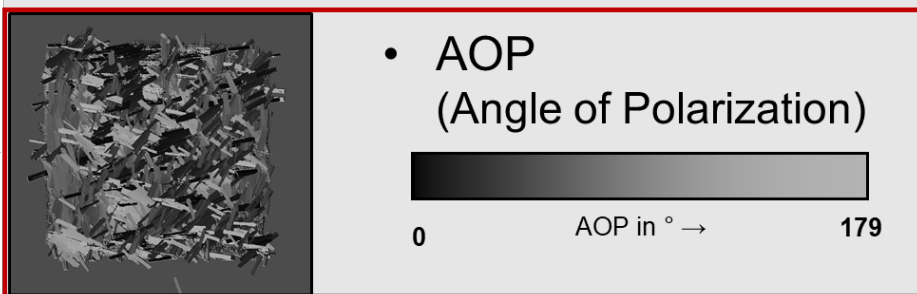 • AOP
(Angle of Polarization)
0 AOP in ° → 179